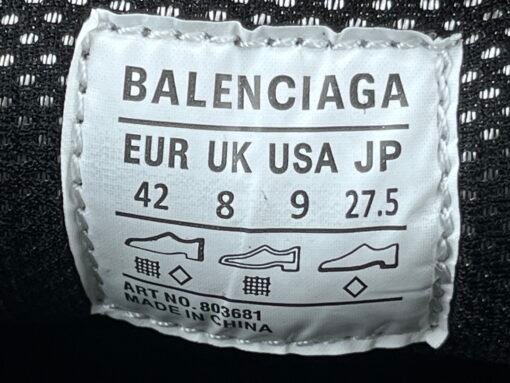 BALENCIAGA
EUR UK USA JP
42 8 9 27.5
ART NO. 803681
MADE IN CHINA